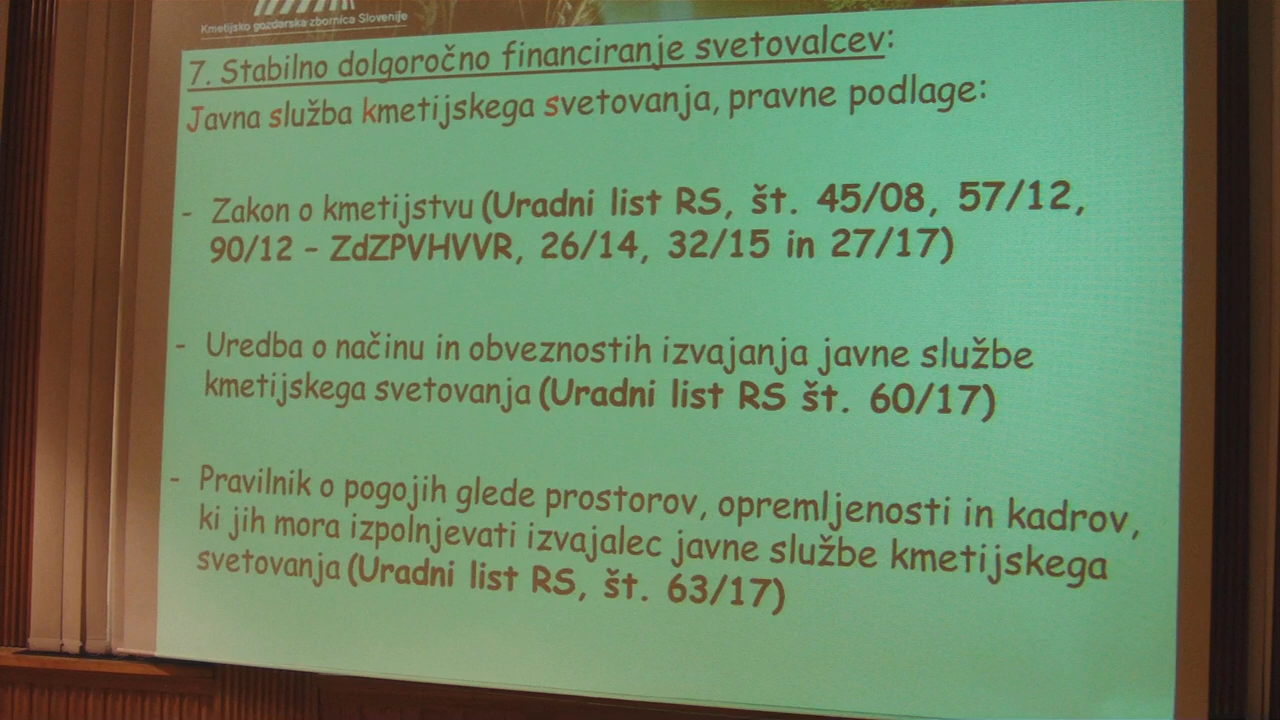 Kmetijsko gozdarska zbornica Slovenije
7. Stabilno dolgoročno financiranje svetovalcev:
Javna služba kmetijskega svetovanja, pravne podlage:
- Zakon o kmetijstvu (Uradni list RS, št. 45/08, 57/12,
90/12 – ZdZPVHVVR, 26/14, 32/15 in 27/17)
- Uredba o načinu in obveznostih izvajanja javne službe
kmetijskega svetovanja (Uradni list RS št. 60/17)
- Pravilnik o pogojih glede prostorov, opremljenosti in kadrov,
ki jih mora izpolnjevati izvajalec javne službe kmetijskega
svetovanja (Uradni list RS, št. 63/17)